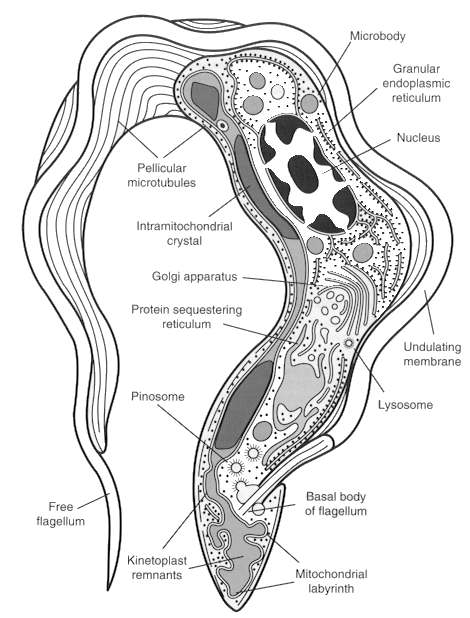 Microbody
Granular
endoplasmic
reticulum
Nucleus
Pellicular
microtubules
Intramitochondrial
crystal
Golgi apparatus
Protein sequestering
reticulum
Undulating
membrane
Pinosome
Lysosome
Free
flagellum
Basal body
of flagellum
Kinetoplast
remnants
Mitochondrial
labyrinth